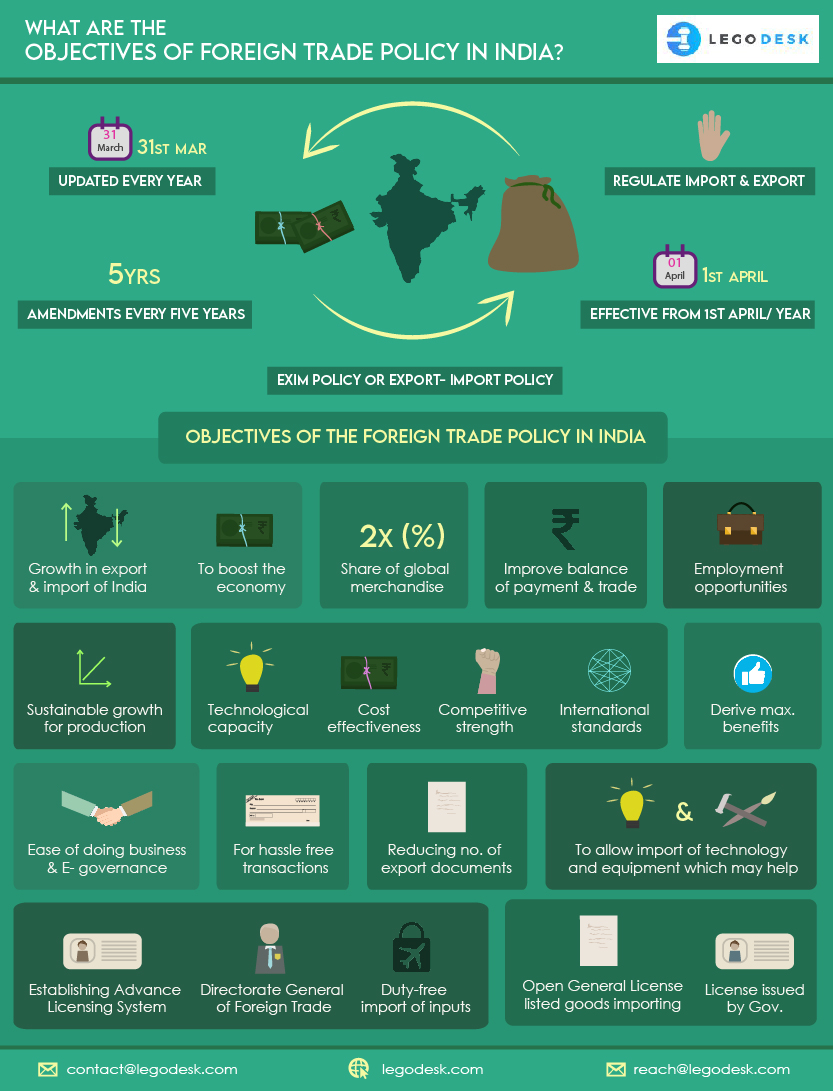 WHAT ARE THE
OBJECTIVES OF FOREIGN TRADE POLICY IN INDIA?
LEGODESK
31
March
31ST MAR
UPDATED EVERY YEAR
REGULATE IMPORT & EXPORT
5YRS
AMENDMENTS EVERY FIVE YEARS
01
April
1ST APRIL
EFFECTIVE FROM 1ST APRIL/ YEAR
EXIM POLICY OR EXPORT- IMPORT POLICY
OBJECTIVES OF THE FOREIGN TRADE POLICY IN INDIA
Growth in export
& import of India
₹
To boost the
economy
2X (%)
Share of global
merchandise
₹
Improve balance
of payment & trade
Employment
opportunities
Sustainable growth
for production
Technological
capacity
₹
Cost
effectiveness
Competitive
strength
International
standards
Derive max.
benefits
Ease of doing business
& E- governance
For hassle free
transactions
Reducing no. of
export documents
&
To allow import of technology
and equipment which may help
Establishing Advance
Licensing System
Directorate General
of Foreign Trade
Duty-free
import of inputs
Open General License
listed goods importing
License issued
by Gov.
contact@legodesk.com
legodesk.com
reach@legodesk.com